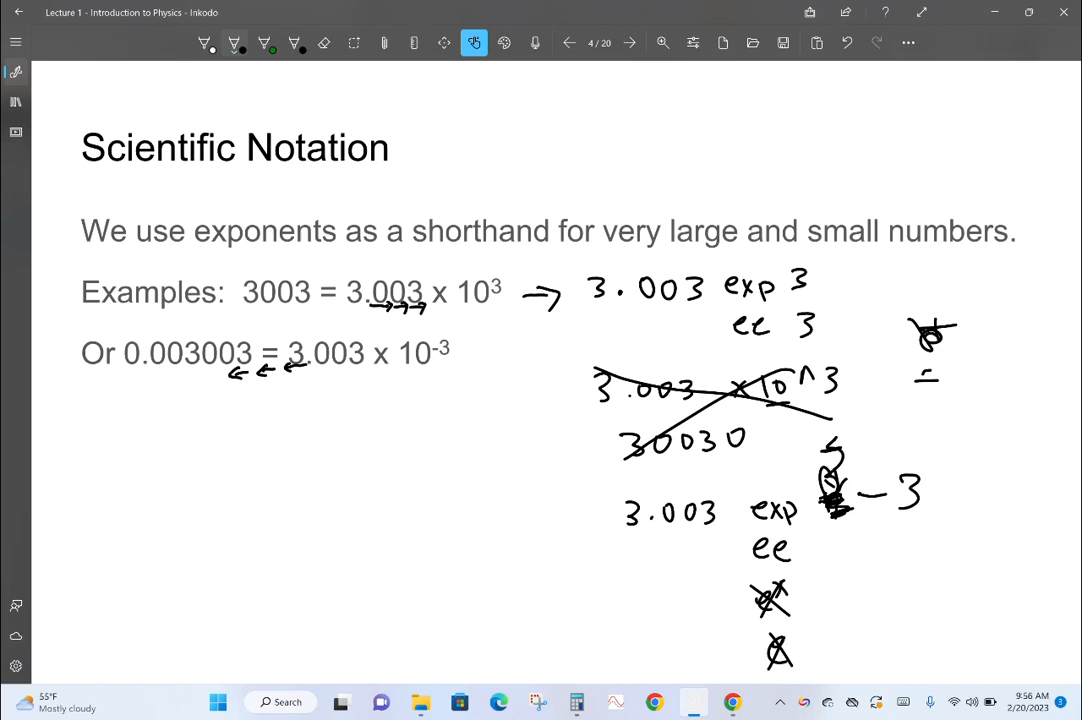 Lecture 1 - Introduction to Physics - Inkodo
4 / 20
Scientific Notation
We use exponents as a shorthand for very large and small numbers.
Examples: 3003 = 3.003 x 10³ → 3.003 exp 3
ee 3
Or 0.003003 = 3.003 x 10⁻³
=
3.003 x 10 ^ 3
30030
3.003 exp - 3
ee
eˣ
e
55°F
Mostly cloudy
Search
9:56 AM
2/20/2023
3